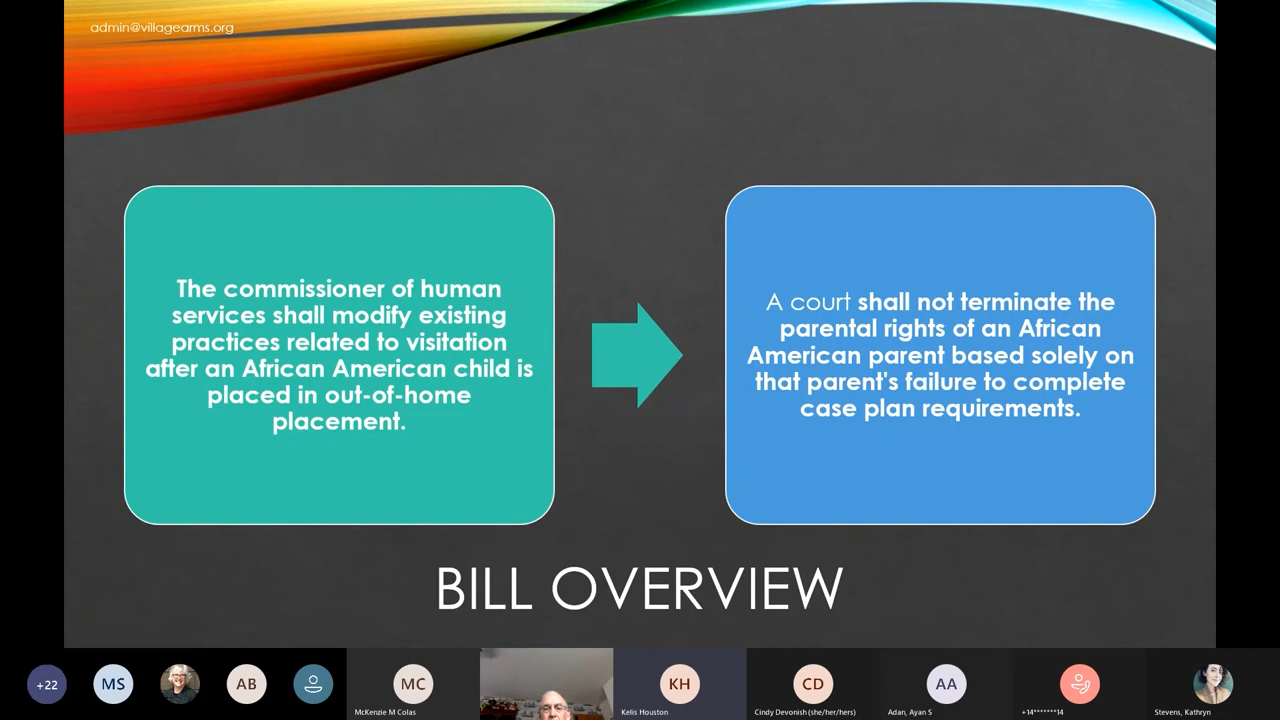 admin@villagearms.org
The commissioner of human
services shall modify existing
practices related to visitation
after an African American child is
placed in out-of-home
placement.
A court shall not terminate the
parental rights of an African
American parent based solely on
that parent's failure to complete
case plan requirements.
BILL OVERVIEW
+22
MS
AB
MC
KH
CD
AA
McKenzie M Colas
Kelis Houston
Cindy Devonish (she/her/hers)
Adan, Ayan S
+14*******14
Stevens, Kathryn